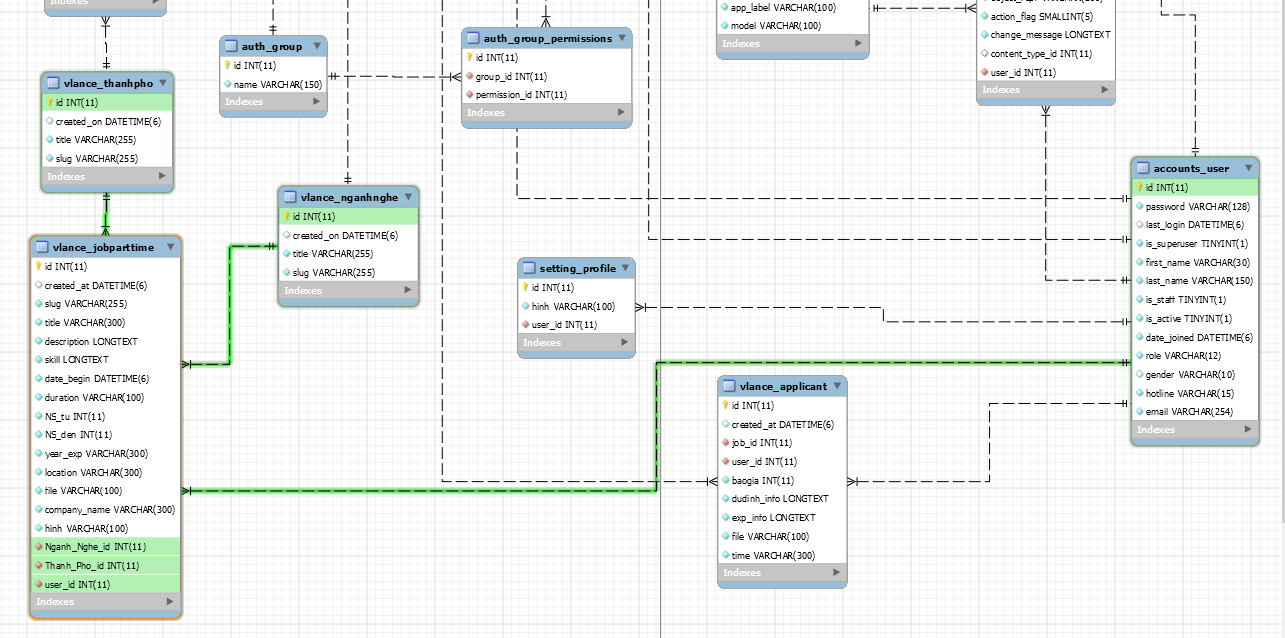 Indexes
vlance_thanhpho
id INT(11)
created_on DATETIME(6)
title VARCHAR(255)
slug VARCHAR(255)
Indexes
auth_group
id INT(11)
name VARCHAR(150)
Indexes
auth_group_permissions
id INT(11)
group_id INT(11)
permission_id INT(11)
Indexes
app_label VARCHAR(100)
model VARCHAR(100)
Indexes
action_flag SMALLINT(5)
change_message LONGTEXT
content_type_id INT(11)
user_id INT(11)
Indexes
vlance_jobparttime
id INT(11)
created_at DATETIME(6)
slug VARCHAR(255)
title VARCHAR(300)
description LONGTEXT
skill LONGTEXT
date_begin DATETIME(6)
duration VARCHAR(100)
NS_tu INT(11)
NS_den INT(11)
year_exp VARCHAR(300)
location VARCHAR(300)
file VARCHAR(100)
company_name VARCHAR(300)
hinh VARCHAR(100)
Nganh_Nghe_id INT(11)
Thanh_Pho_id INT(11)
user_id INT(11)
Indexes
vlance_nganhnghe
id INT(11)
created_on DATETIME(6)
title VARCHAR(255)
slug VARCHAR(255)
Indexes
setting_profile
id INT(11)
hinh VARCHAR(100)
user_id INT(11)
Indexes
vlance_applicant
id INT(11)
created_at DATETIME(6)
job_id INT(11)
user_id INT(11)
baogia INT(11)
dudinh_info LONGTEXT
exp_info LONGTEXT
file VARCHAR(100)
time VARCHAR(300)
Indexes
accounts_user
id INT(11)
password VARCHAR(128)
last_login DATETIME(6)
is_superuser TINYINT(1)
first_name VARCHAR(30)
last_name VARCHAR(150)
is_staff TINYINT(1)
is_active TINYINT(1)
date_joined DATETIME(6)
role VARCHAR(12)
gender VARCHAR(10)
hotline VARCHAR(15)
email VARCHAR(254)
Indexes